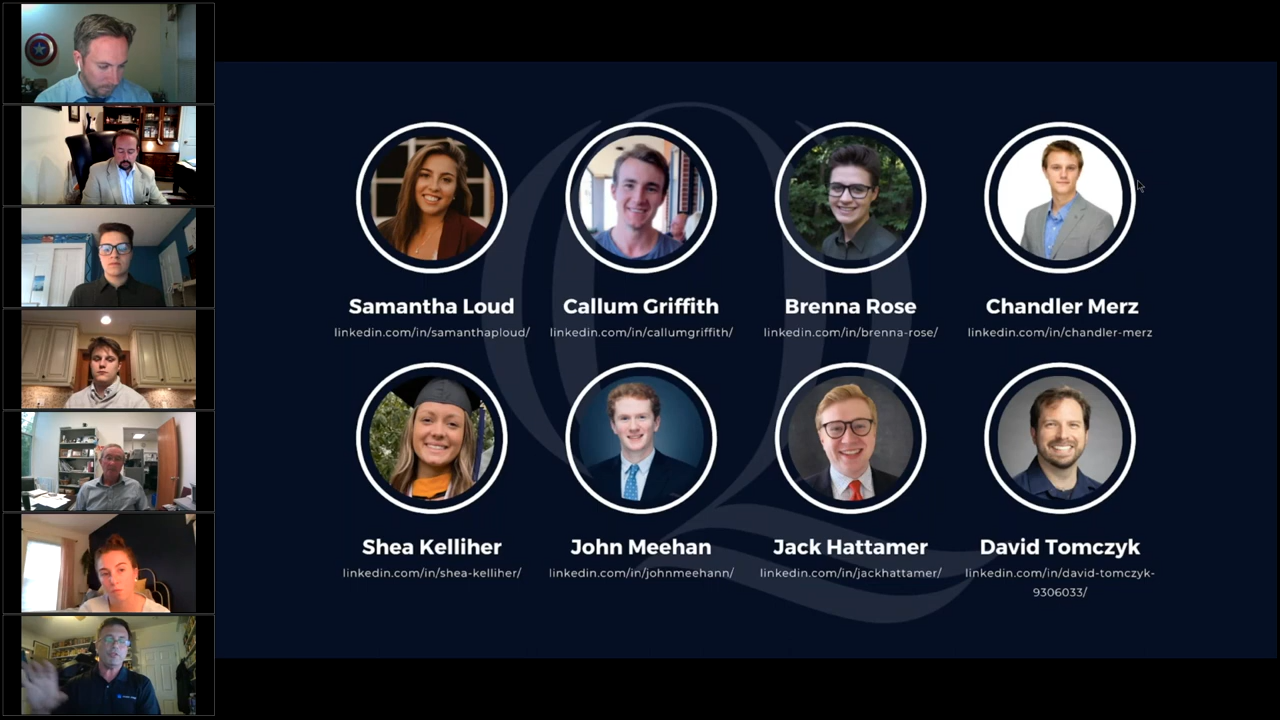 Samantha Loud
linkedin.com/in/samanthaploud/
Callum Griffith
linkedin.com/in/callumgriffith/
Brenna Rose
linkedin.com/in/brenna-rose/
Chandler Merz
linkedin.com/in/chandler-merz
Shea Kelliher
linkedin.com/in/shea-kelliher/
John Meehan
linkedin.com/in/johnmeehann/
Jack Hattamer
linkedin.com/in/jackhattamer/
David Tomczyk
linkedin.com/in/david-tomczyk-
9306033/
Q